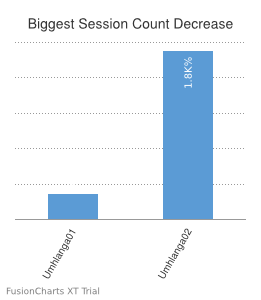 Biggest Session Count Decrease
1.8K%
Umhlanga01
Umhlanga02
FusionCharts XT Trial